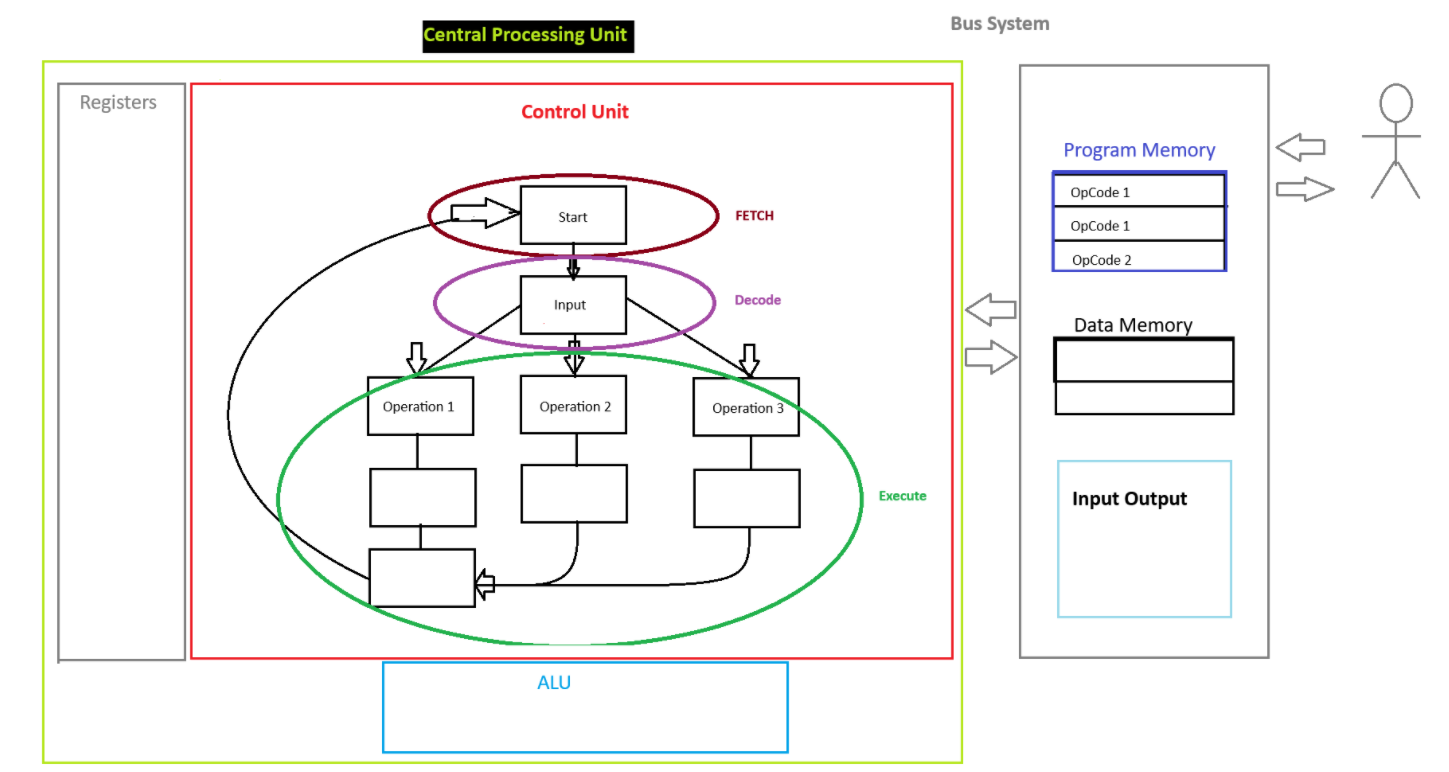 Central Processing Unit
Bus System
Registers
Control Unit
Start
FETCH
Input
Decode
Operation 1
Operation 2
Operation 3
Execute
ALU
Program Memory
OpCode 1
OpCode 1
OpCode 2
Data Memory
Input Output